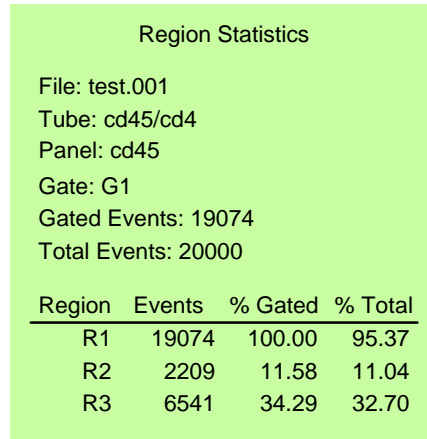 Region Statistics
File: test.001
Tube: cd45/cd4
Panel: cd45
Gate: G1
Gated Events: 19074
Total Events: 20000
Region Events % Gated % Total
R1 19074 100.00 95.37
R2 2209 11.58 11.04
R3 6541 34.29 32.70